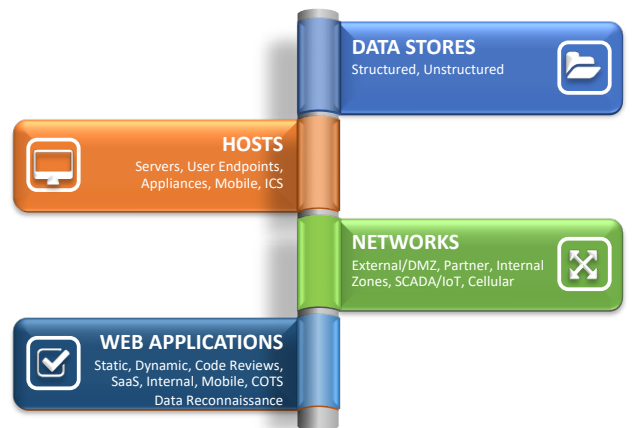 DATA STORES
Structured, Unstructured
HOSTS
Servers, User Endpoints,
Appliances, Mobile, ICS
NETWORKS
External/DMZ, Partner, Internal
Zones, SCADA/IoT, Cellular
WEB APPLICATIONS
Static, Dynamic, Code Reviews,
SaaS, Internal, Mobile, COTS
Data Reconnaissance